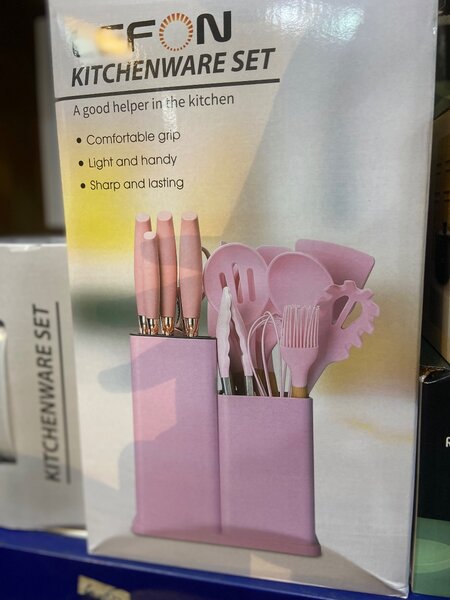 KITCHENWARE SET
A good helper in the kitchen
• Comfortable grip
• Light and handy
• Sharp and lasting
KITCHENWARE SET
R